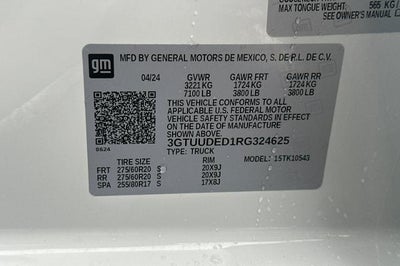 565 KG /
MAX TONGUE WEIGHT:
SEE OWNER'S MANUAL
gm
MFD BY GENERAL MOTORS DE MEXICO, S. DE R.L. DE C.V.
04/24 GVWR GAWR FRT GAWR RR
3221 KG 1724 KG 1724 KG
7100 LB 3800 LB 3800 LB
THIS VEHICLE CONFORMS TO ALL
APPLICABLE U.S. FEDERAL MOTOR
VEHICLE SAFETY STANDARDS IN
EFFECT ON THE DATE OF
MANUFACTURE SHOWN ABOVE.
3GTUUDED1RG324625
TYPE: TRUCK MODEL: 15TK10543
TIRE SIZE RIM
FRT 275/60R20 S 20X9J
RR 275/60R20 S 20X9J
SPA 255/80R17 S 17X8J